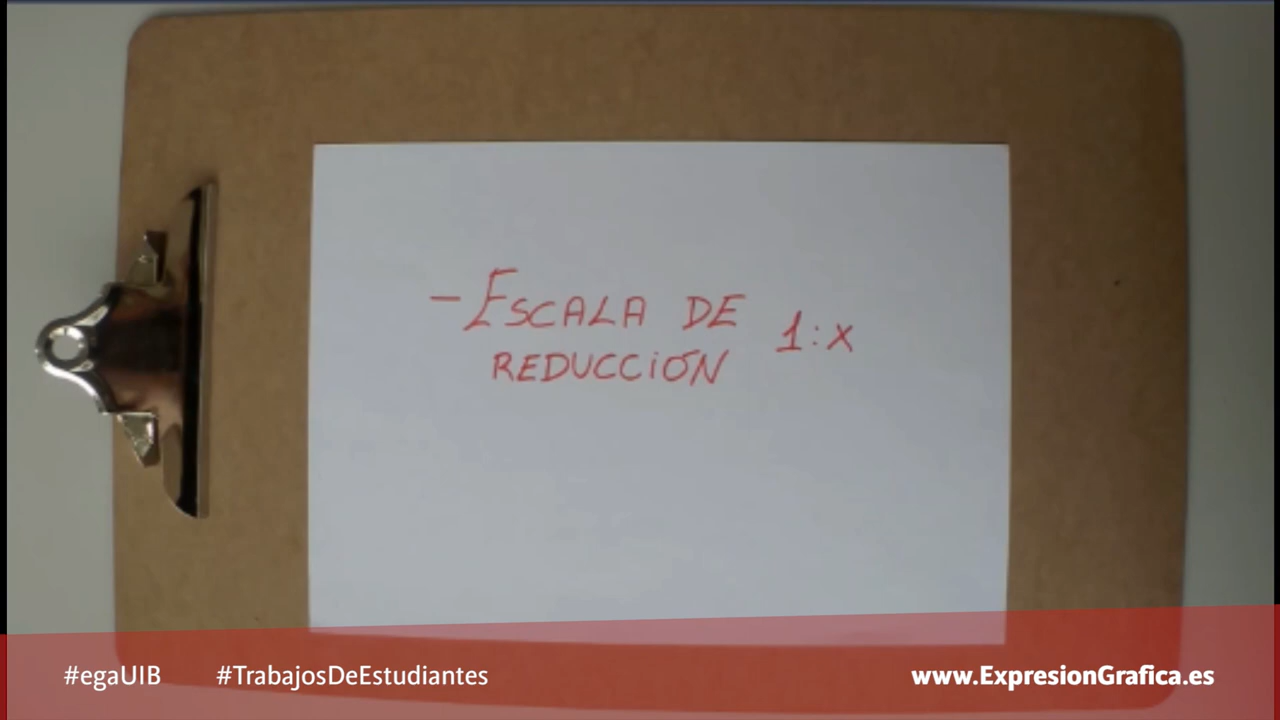 - ESCALA DE
REDUCCIÓN 1:X
#egaUIB #TrabajosDeEstudiantes www.ExpresionGrafica.es